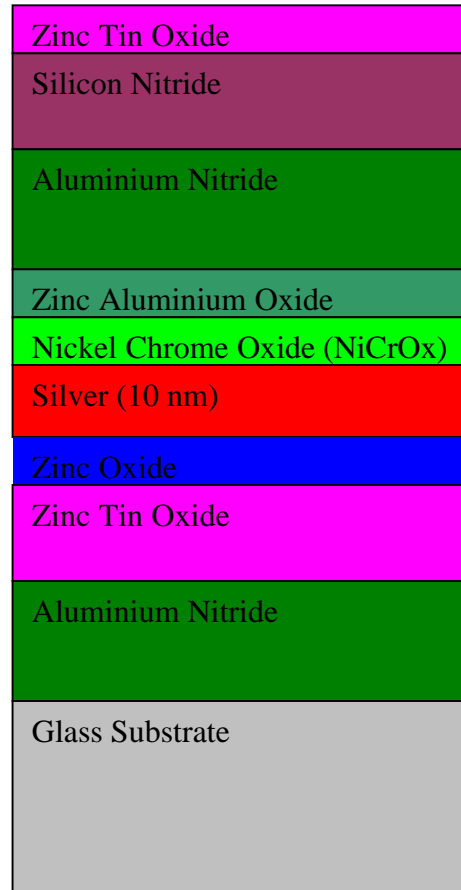 Zinc Tin Oxide
Silicon Nitride
Aluminium Nitride
Zinc Aluminium Oxide
Nickel Chrome Oxide (NiCrOx)
Silver (10 nm)
Zinc Oxide
Zinc Tin Oxide
Aluminium Nitride
Glass Substrate